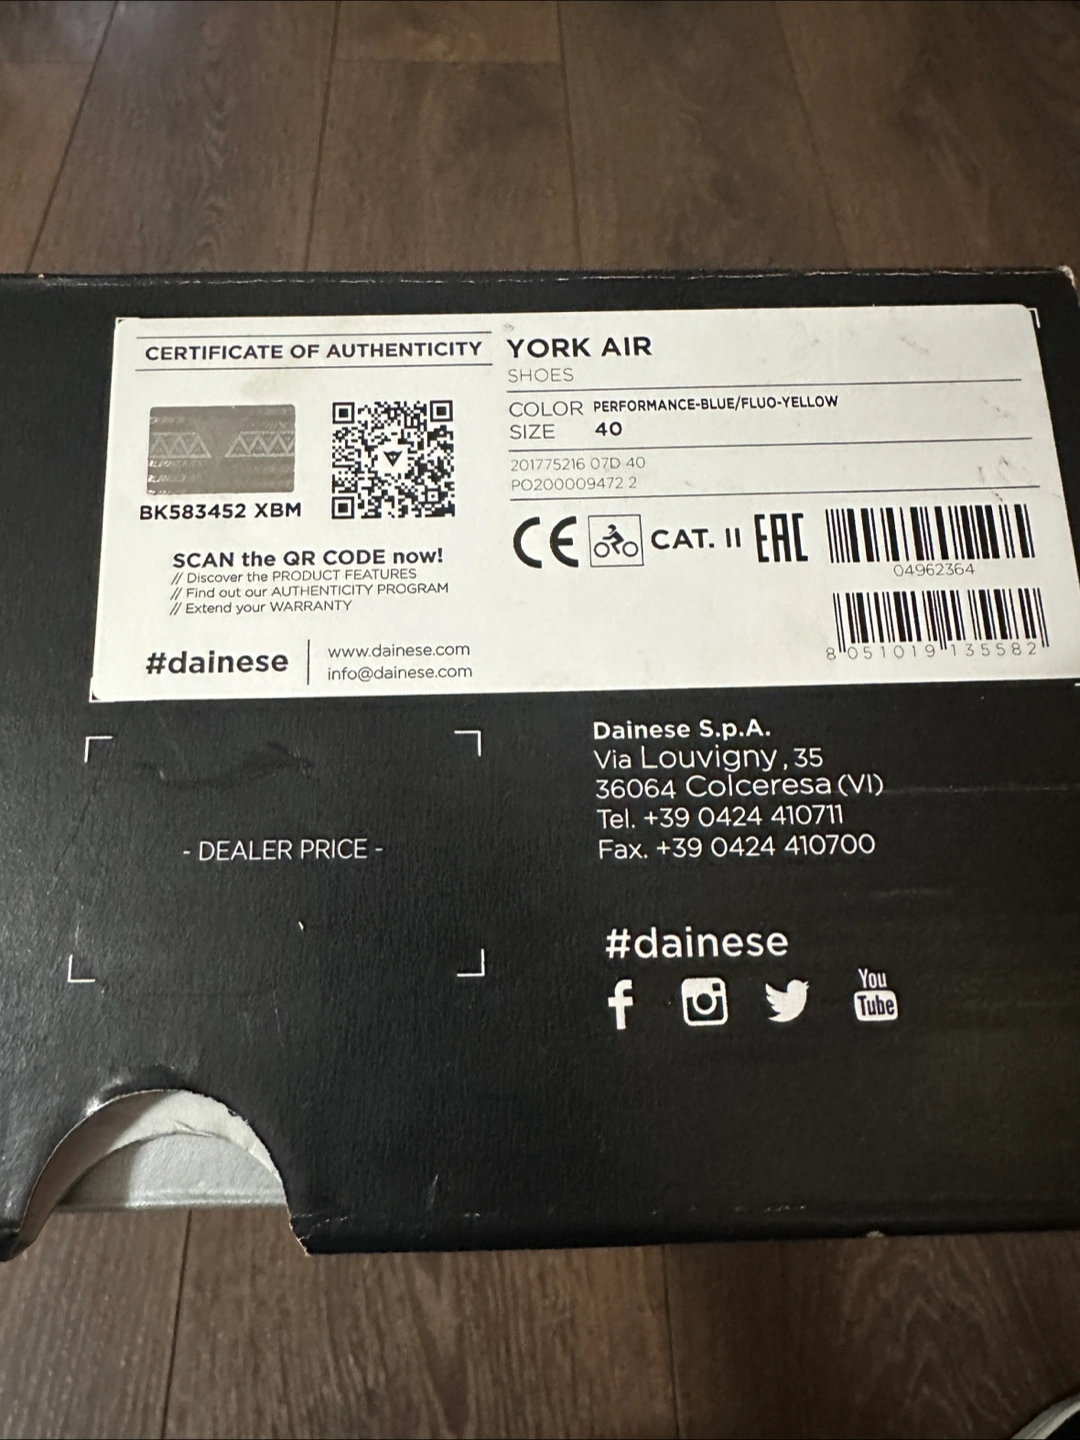 CERTIFICATE OF AUTHENTICITY
BK583452 XBM
SCAN the QR CODE now!
// Discover the PRODUCT FEATURES
// Find out our AUTHENTICITY PROGRAM
// Extend your WARRANTY
#dainese
www.dainese.com
info@dainese.com
YORK AIR
SHOES
COLOR PERFORMANCE-BLUE/FLUO-YELLOW
SIZE 40
201775216 07D 40
PO200009472 2
CE CAT. II EAC
04962364
8 051019 135582
- DEALER PRICE -
Dainese S.p.A.
Via Louvigny, 35
36064 Colceresa (VI)
Tel. +39 0424 410711
Fax. +39 0424 410700
#dainese
You
Tube